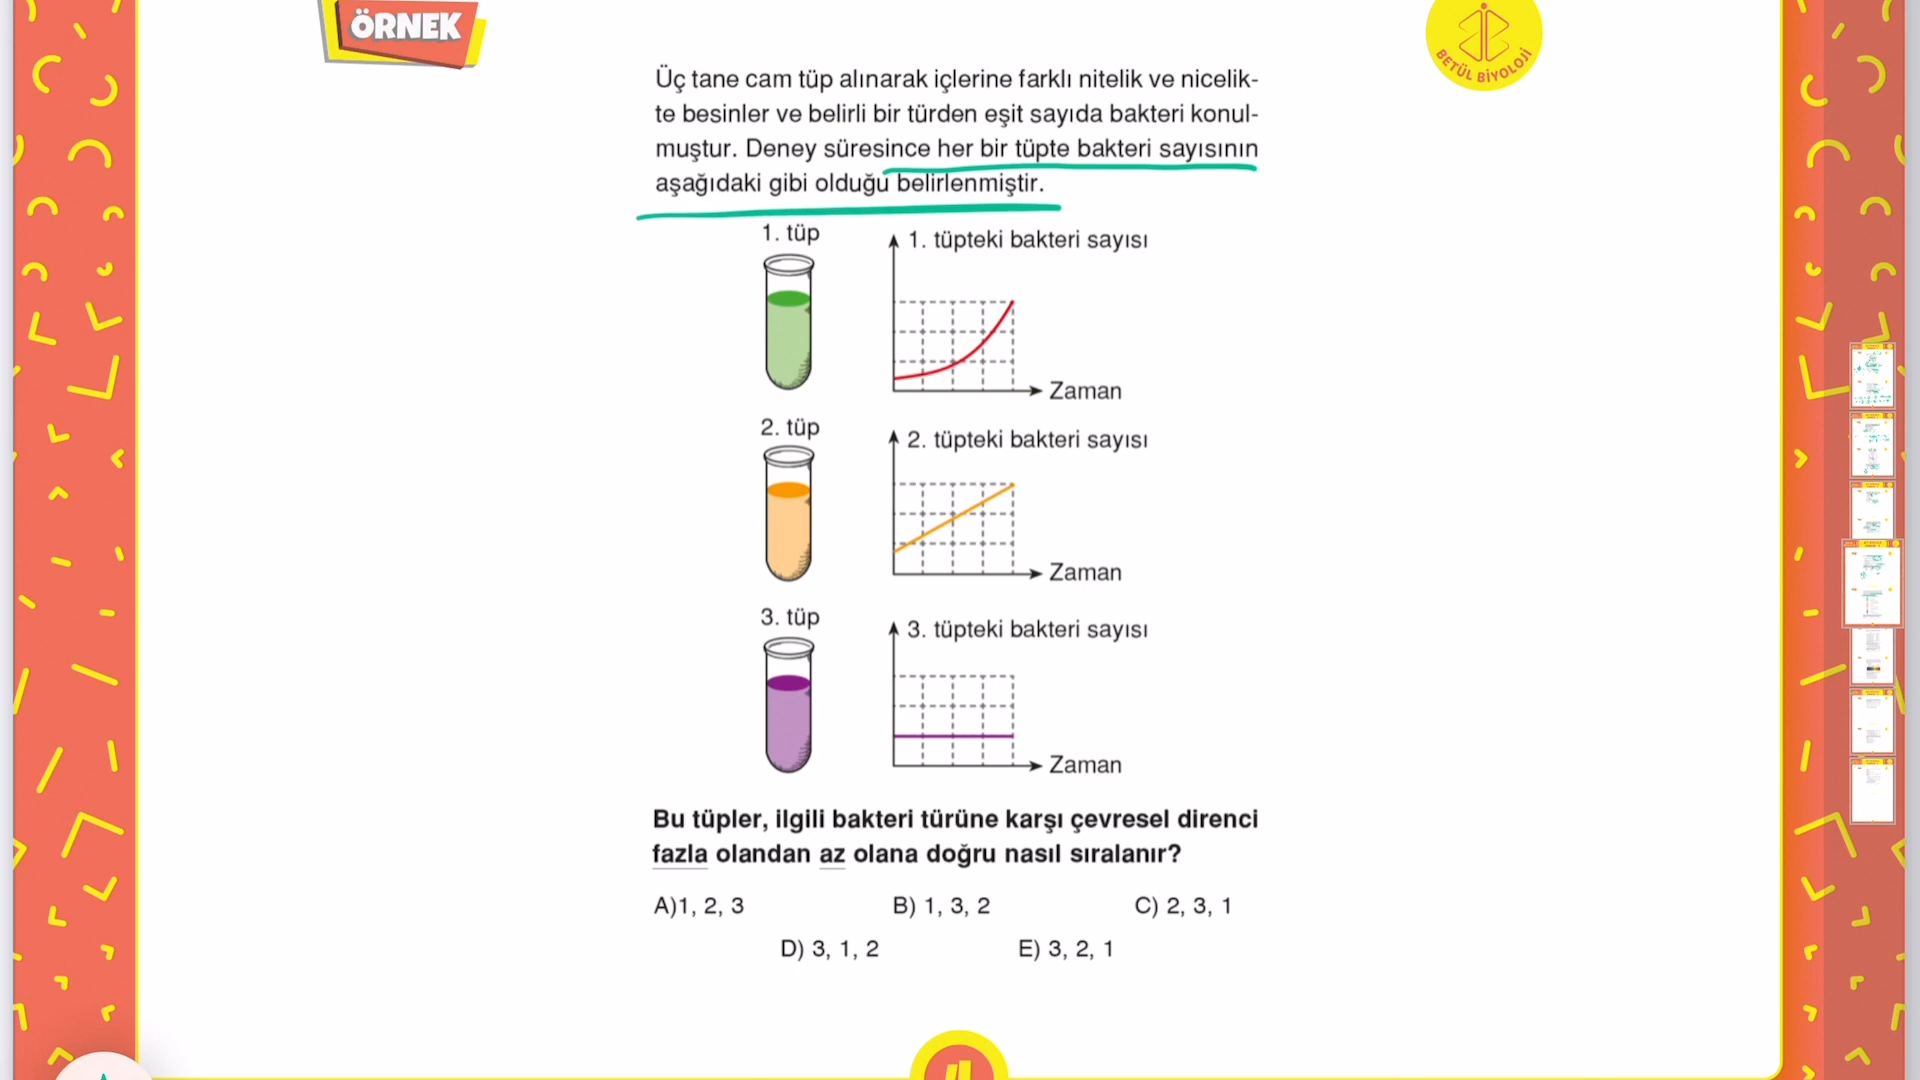 ÖRNEK
BETÜL BİYOLOJİ
Üç tane cam tüp alınarak içlerine farklı nitelik ve nicelik-
te besinler ve belirli bir türden eşit sayıda bakteri konul-
muştur. Deney süresince her bir tüpte bakteri sayısının
aşağıdaki gibi olduğu belirlenmiştir.
1. tüp
1. tüpteki bakteri sayısı
Zaman
2. tüp
2. tüpteki bakteri sayısı
Zaman
3. tüp
3. tüpteki bakteri sayısı
Zaman
Bu tüpler, ilgili bakteri türüne karşı çevresel direnci
fazla olandan az olana doğru nasıl sıralanır?
A)1, 2, 3 B) 1, 3, 2 C) 2, 3, 1
D) 3, 1, 2 E) 3, 2, 1